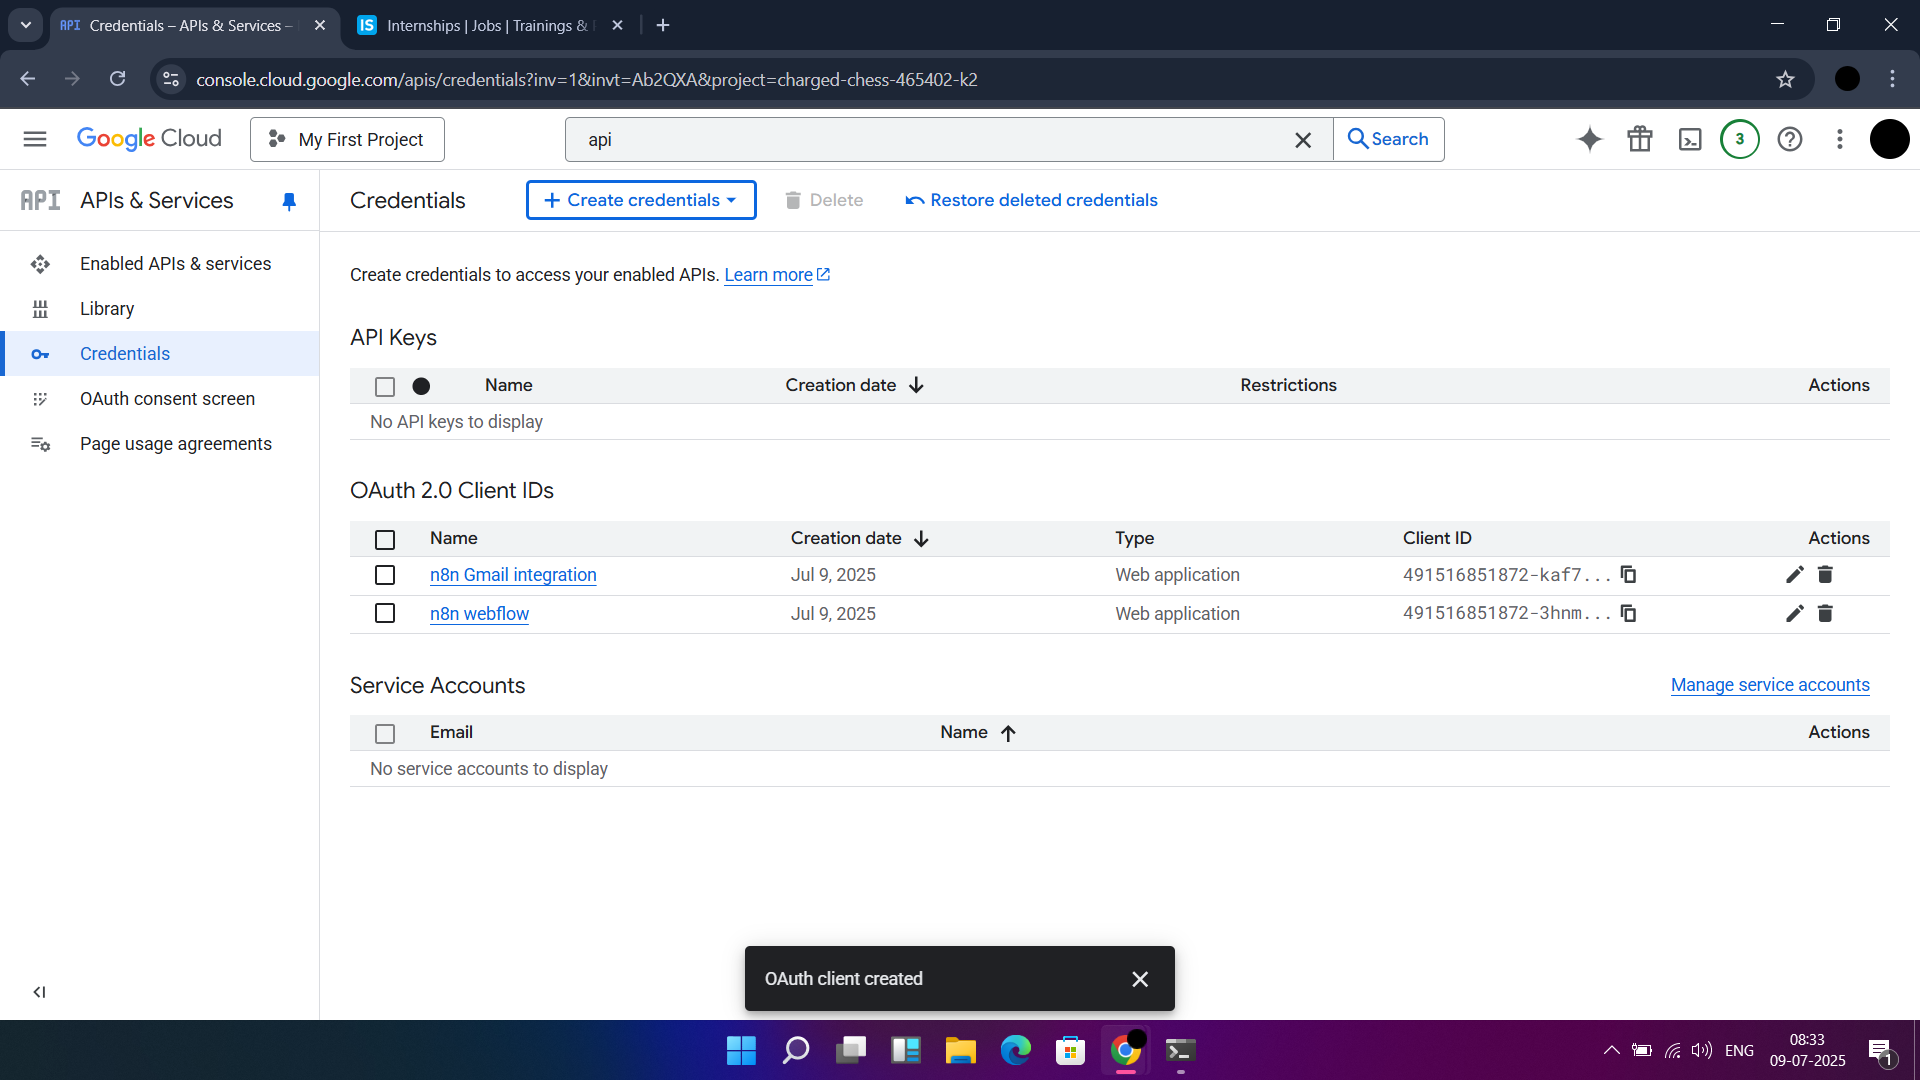 API Credentials – APIs & Services –
IS Internships | Jobs | Trainings &
console.cloud.google.com/apis/credentials?inv=1&invt=Ab2QXA&project=charged-chess-465402-k2
Google Cloud
My First Project
api
Search
3
API APIs & Services
Credentials
Create credentials
Delete
Restore deleted credentials
Enabled APIs & services
Library
Credentials
OAuth consent screen
Page usage agreements
Create credentials to access your enabled APIs. Learn more
API Keys
Name Creation date Restrictions Actions
No API keys to display
OAuth 2.0 Client IDs
Name Creation date Type Client ID Actions
n8n Gmail integration Jul 9, 2025 Web application 491516851872-kaf7...
n8n webflow Jul 9, 2025 Web application 491516851872-3hnm...
Service Accounts
Manage service accounts
Email Name Actions
No service accounts to display
OAuth client created
ENG
08:33
09-07-2025
1